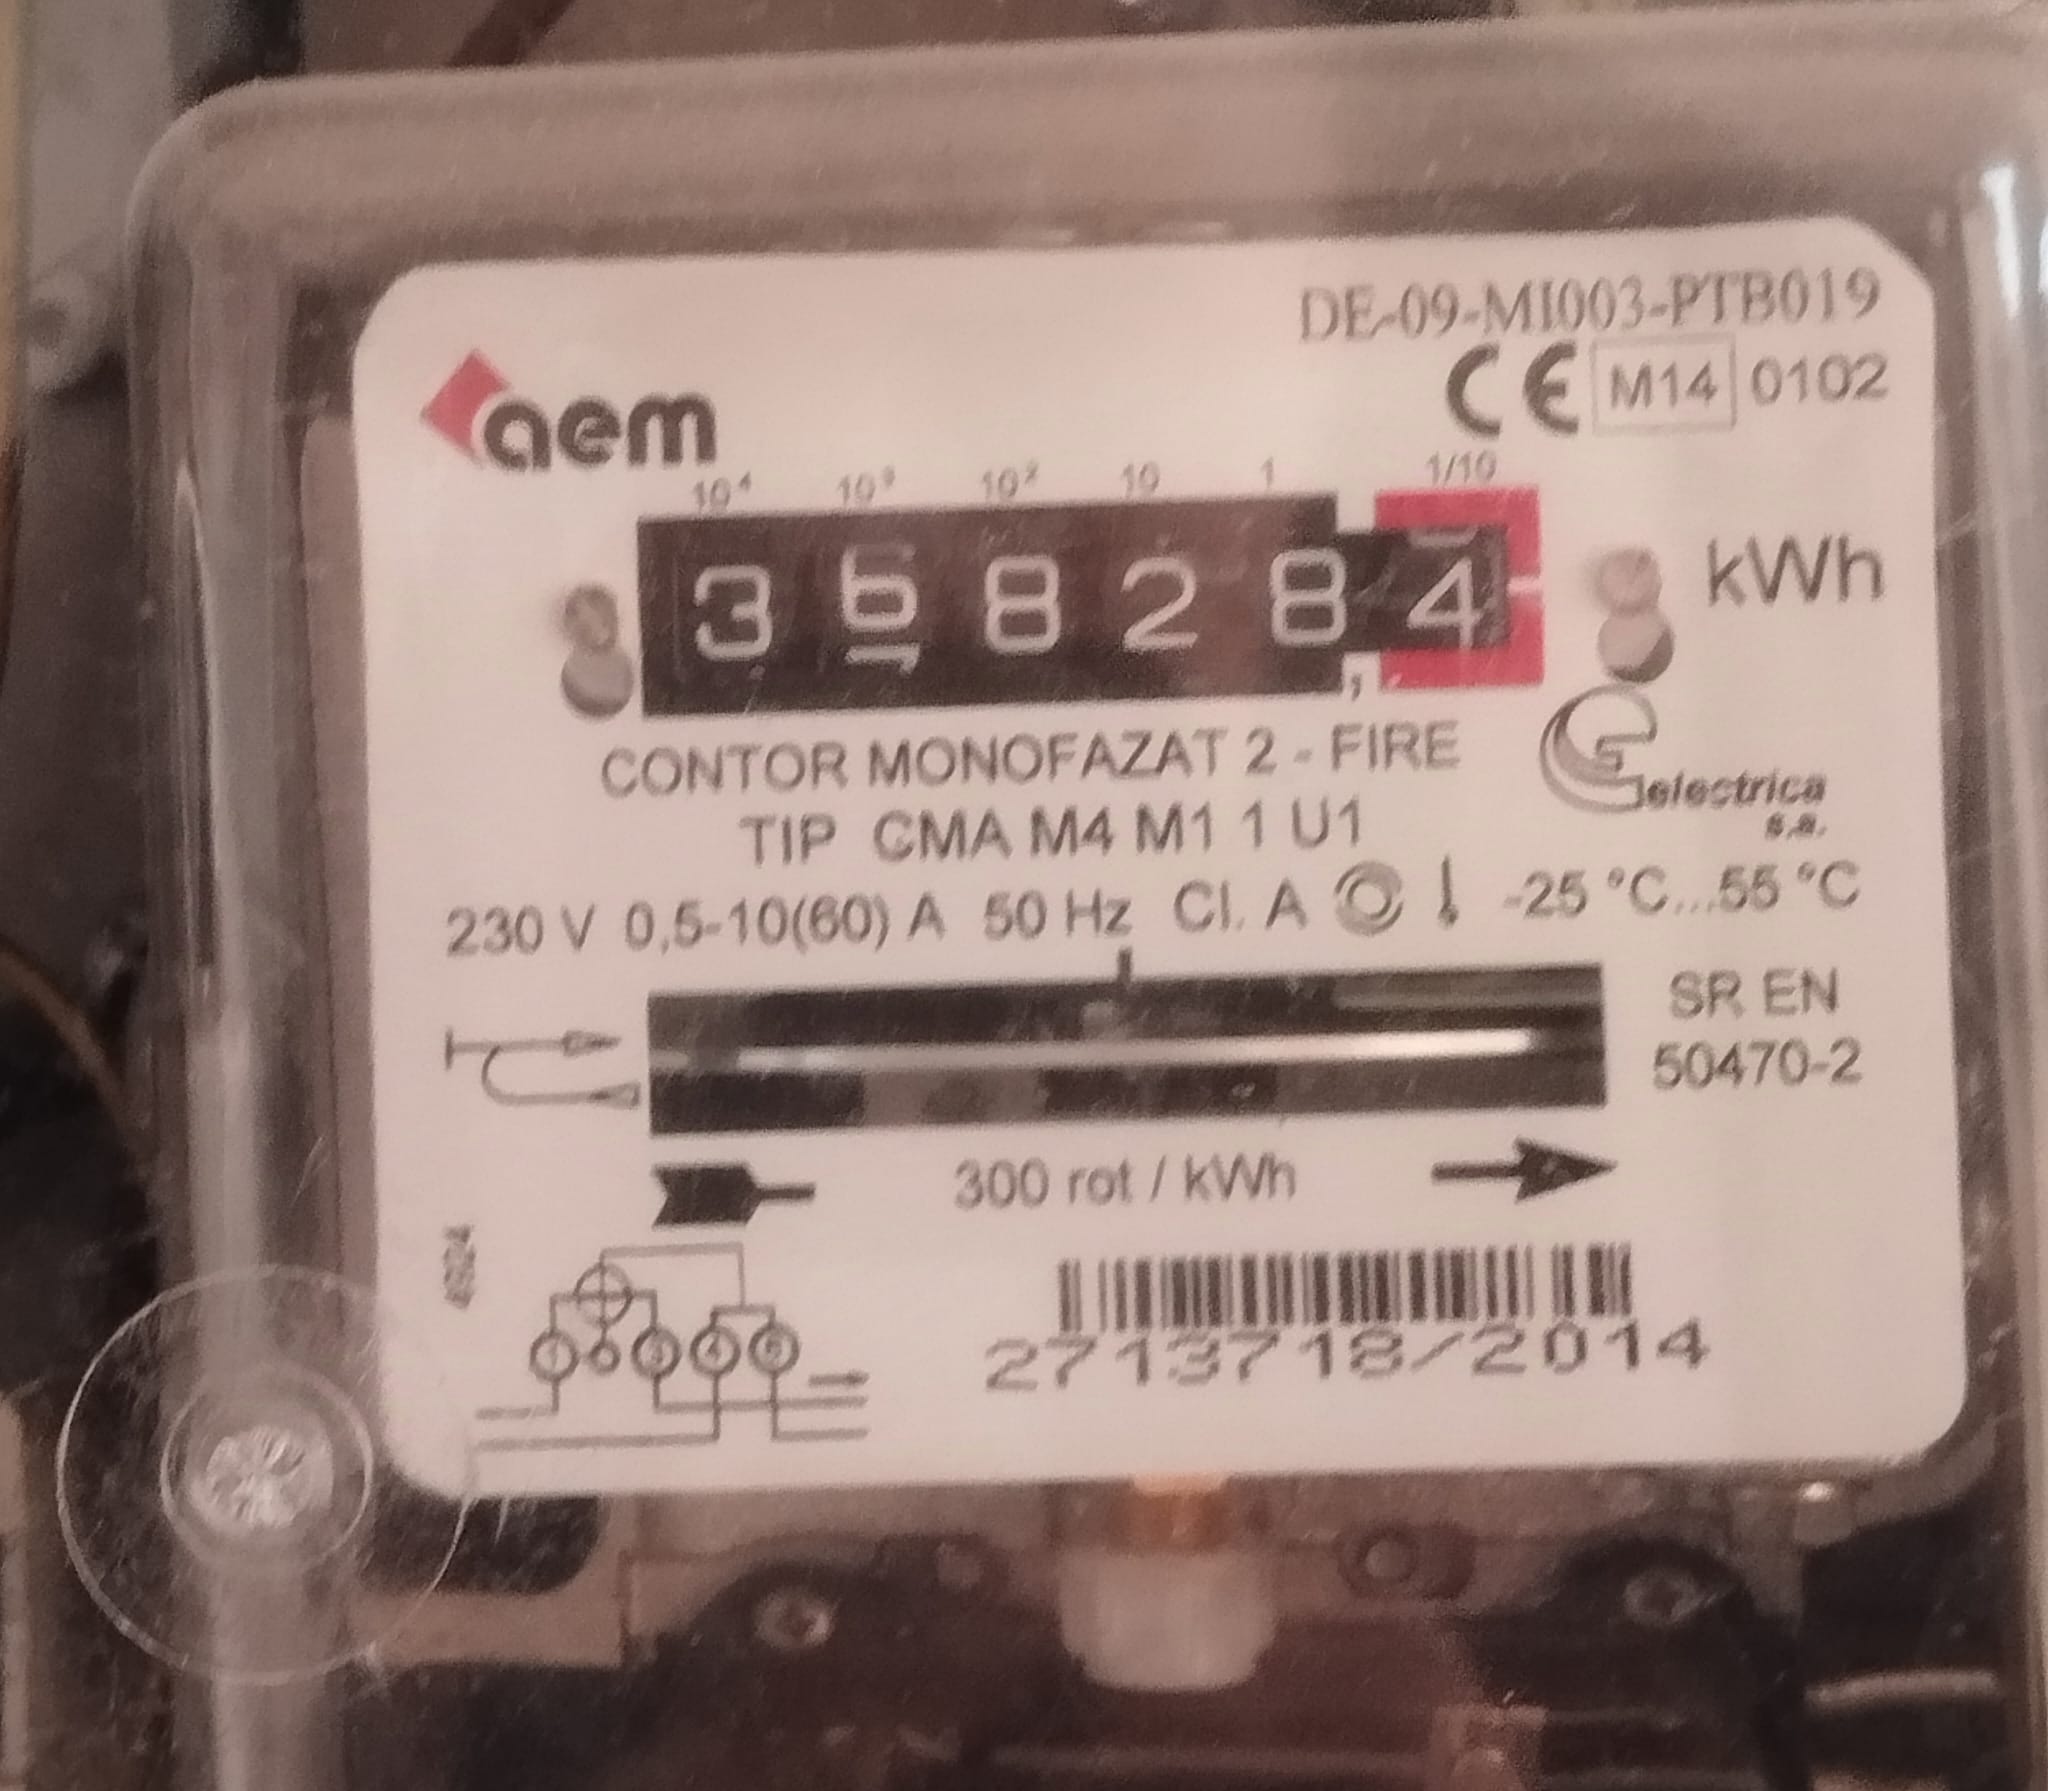 DE-09-MI003-PTB019
aem
CE M14 0102
10⁴ 10³ 10² 10 1 1/10
3 6 8 2 8 , 4 kWh
CONTOR MONOFAZAT 2 - FIRE
Gelectrica s.a.
TIP CMA M4 M1 1 U1
230 V 0,5-10(60) A 50 Hz Cl. A -25 °C...55 °C
SR EN
50470-2
300 rot / kWh
2713718/2014